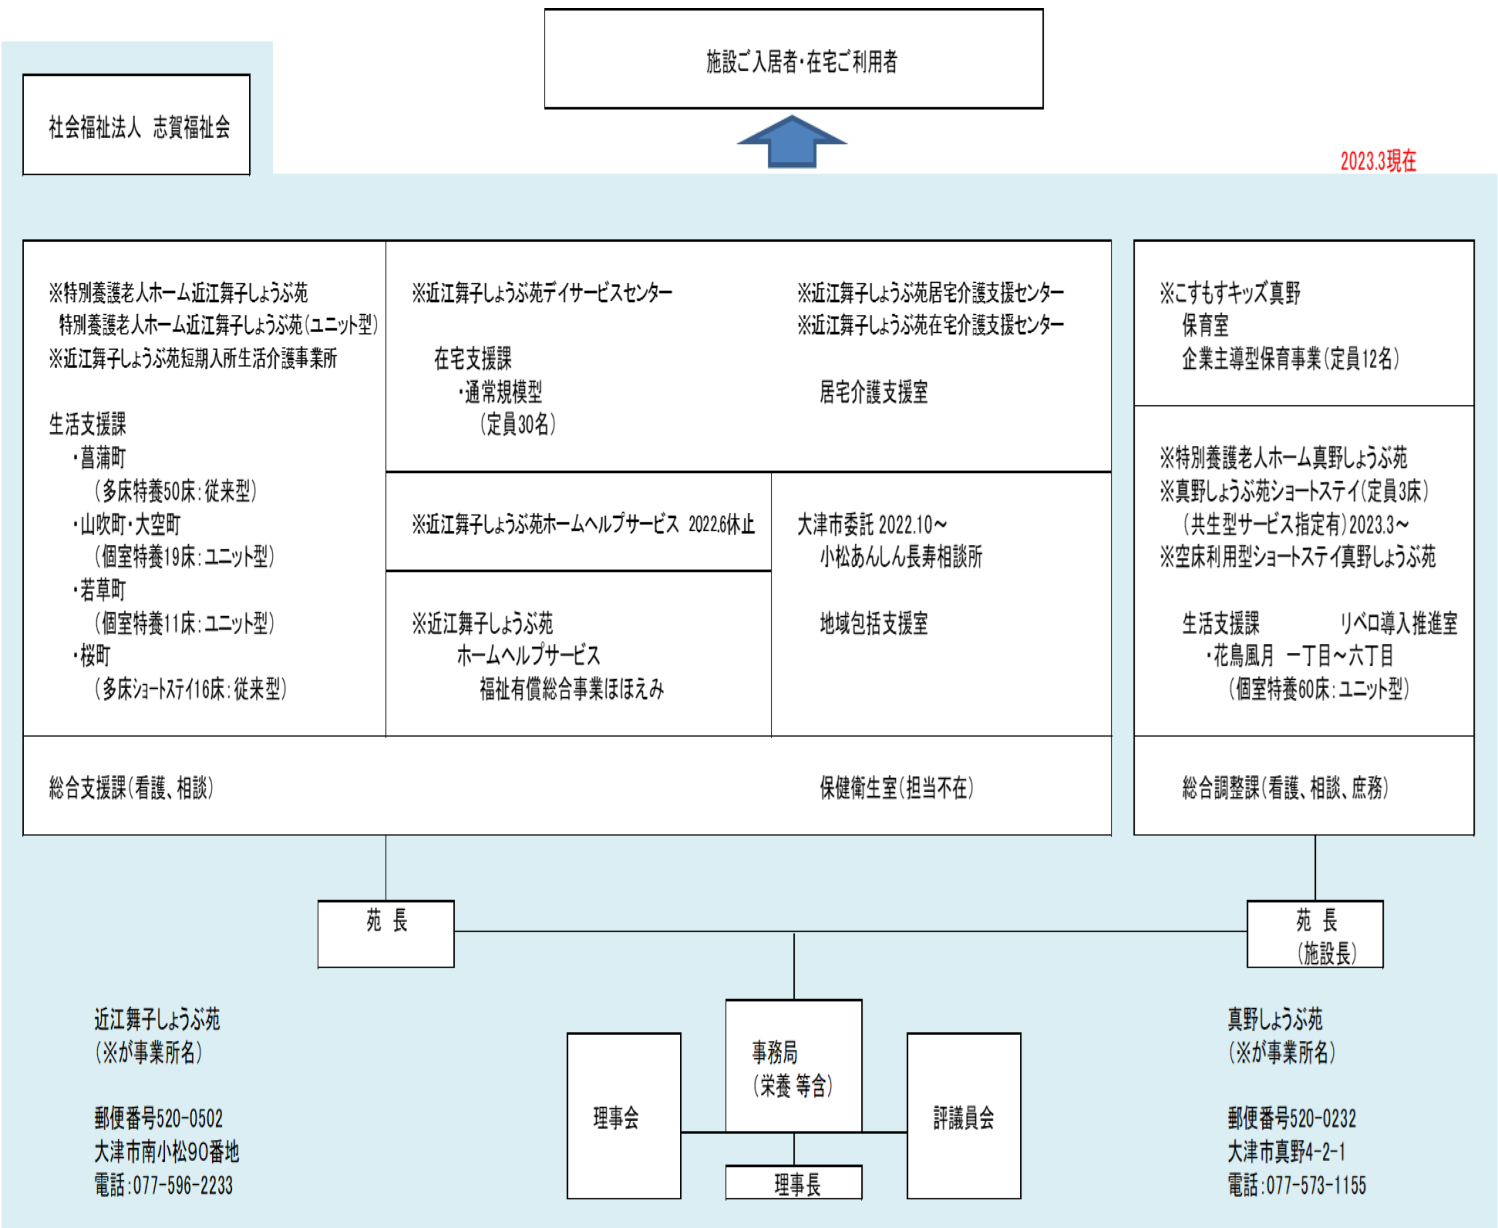 施設ご入居者・在宅ご利用者
社会福祉法人　志賀福祉会
2023.3現在
※特別養護老人ホーム近江舞子しょうぶ苑
特別養護老人ホーム近江舞子しょうぶ苑(ユニット型)
※近江舞子しょうぶ苑短期入所生活介護事業所
生活支援課
・菖蒲町
(多床特養50床：従来型)
・山吹町・大空町
(個室特養19床：ユニット型)
・若草町
(個室特養11床：ユニット型)
・桜町
(多床ショートステイ16床：従来型)
※近江舞子しょうぶ苑デイサービスセンター
在宅支援課
・通常規模型
(定員30名)
※近江舞子しょうぶ苑居宅介護支援センター
※近江舞子しょうぶ苑在宅介護支援センター
居宅介護支援室
※近江舞子しょうぶ苑ホームヘルプサービス 2022.6休止
※近江舞子しょうぶ苑
ホームヘルプサービス
福祉有償総合事業ほほえみ
大津市委託 2022.10～
小松あんしん長寿相談所
地域包括支援室
総合支援課(看護、相談)
保健衛生室(担当不在)
※こすもすキッズ真野
保育室
企業主導型保育事業(定員12名)
※特別養護老人ホーム真野しょうぶ苑
※真野しょうぶ苑ショートステイ(定員3床)
(共生型サービス指定有)2023.3～
※空床利用型ショートステイ真野しょうぶ苑
生活支援課　リベロ導入推進室
・花鳥風月　一丁目～六丁目
(個室特養60床：ユニット型)
総合調整課(看護、相談、庶務)
苑　長
苑　長
(施設長)
近江舞子しょうぶ苑
(※が事業所名)
郵便番号520-0502
大津市南小松90番地
電話：077-596-2233
理事会
事務局
(栄養 等含)
理事長
評議員会
真野しょうぶ苑
(※が事業所名)
郵便番号520-0232
大津市真野4-2-1
電話：077-573-1155